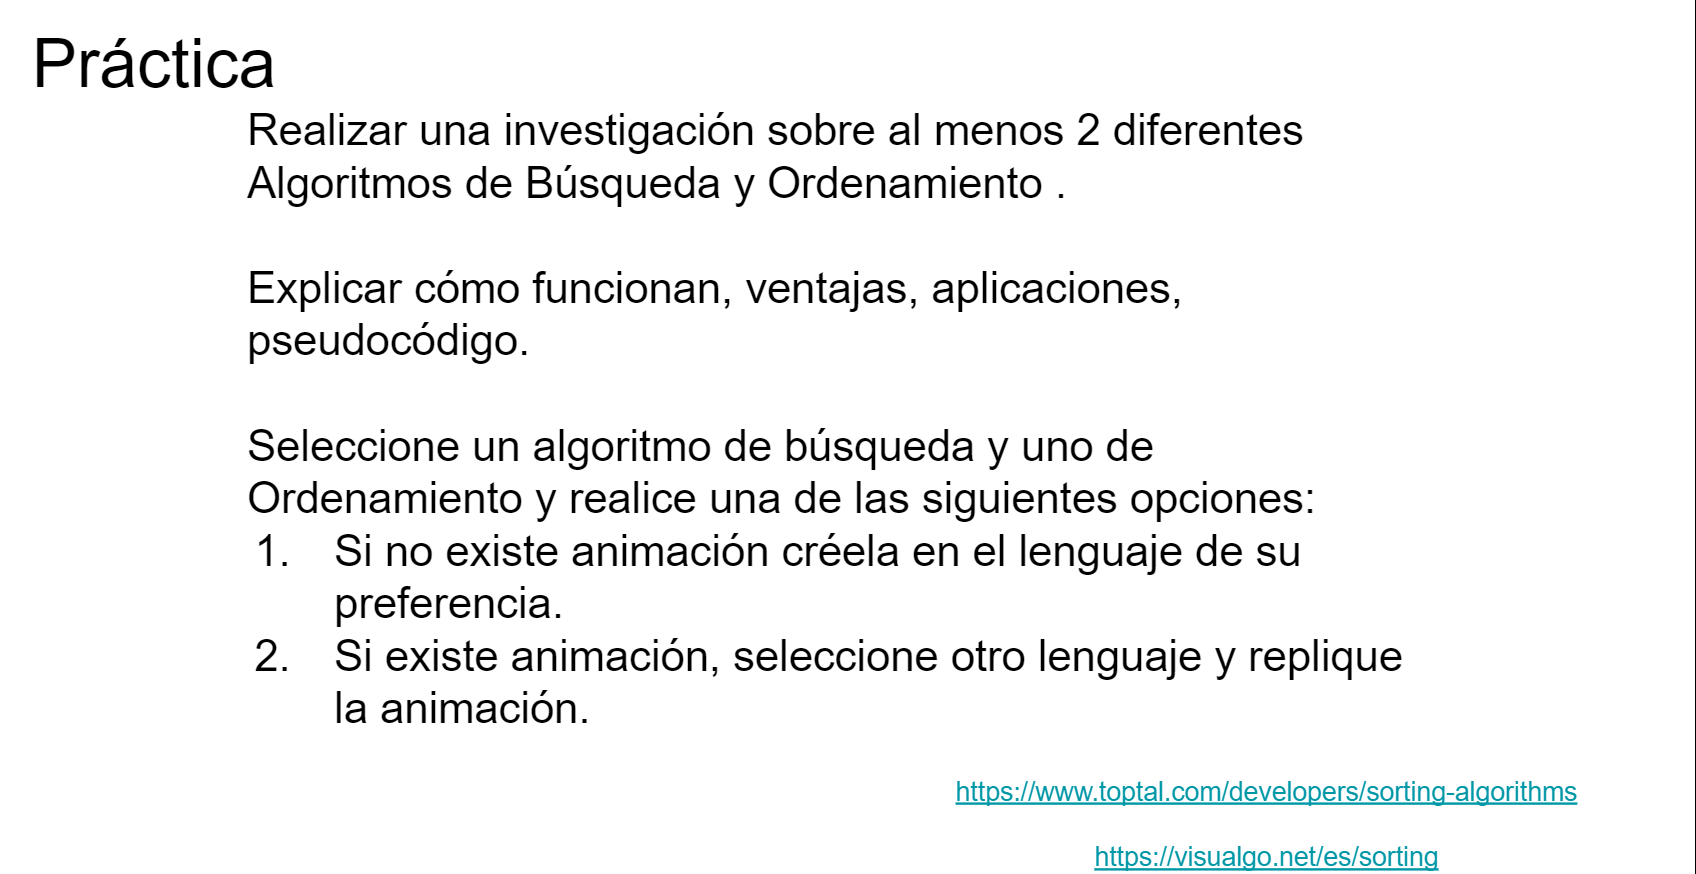 Práctica
Realizar una investigación sobre al menos 2 diferentes
Algoritmos de Búsqueda y Ordenamiento .
Explicar cómo funcionan, ventajas, aplicaciones,
pseudocódigo.
Seleccione un algoritmo de búsqueda y uno de
Ordenamiento y realice una de las siguientes opciones:
1. Si no existe animación créela en el lenguaje de su
preferencia.
2. Si existe animación, seleccione otro lenguaje y replique
la animación.
https://www.toptal.com/developers/sorting-algorithms
https://visualgo.net/es/sorting